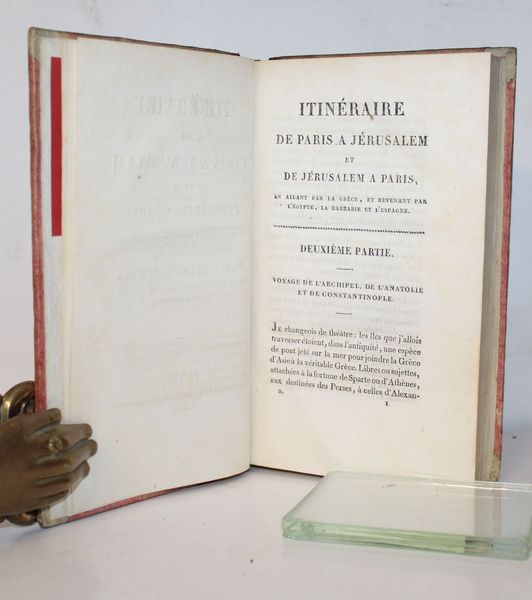 ITINÉRAIRE
DE PARIS A JÉRUSALEM
ET
DE JÉRUSALEM A PARIS,
EN ALLANT PAR LA GRÈCE, ET REVENANT PAR
L'ÉGYPTE, LA BARBARIE ET L'ESPAGNE.
DEUXIÈME PARTIE.
VOYAGE DE L'ARCHIPEL, DE L'ANATOLIE
ET DE CONSTANTINOPLE.
JE changeois de théâtre: les îles que j'allois
traverser étoient, dans l'antiquité, une espèce
de pont jeté sur la mer pour joindre la Grèce
d'Asie à la véritable Grèce. Libres ou sujettes,
attachées à la fortune de Sparte ou d'Athènes,
aux destinées des Perses, à celles d'Alexan-
2. 1